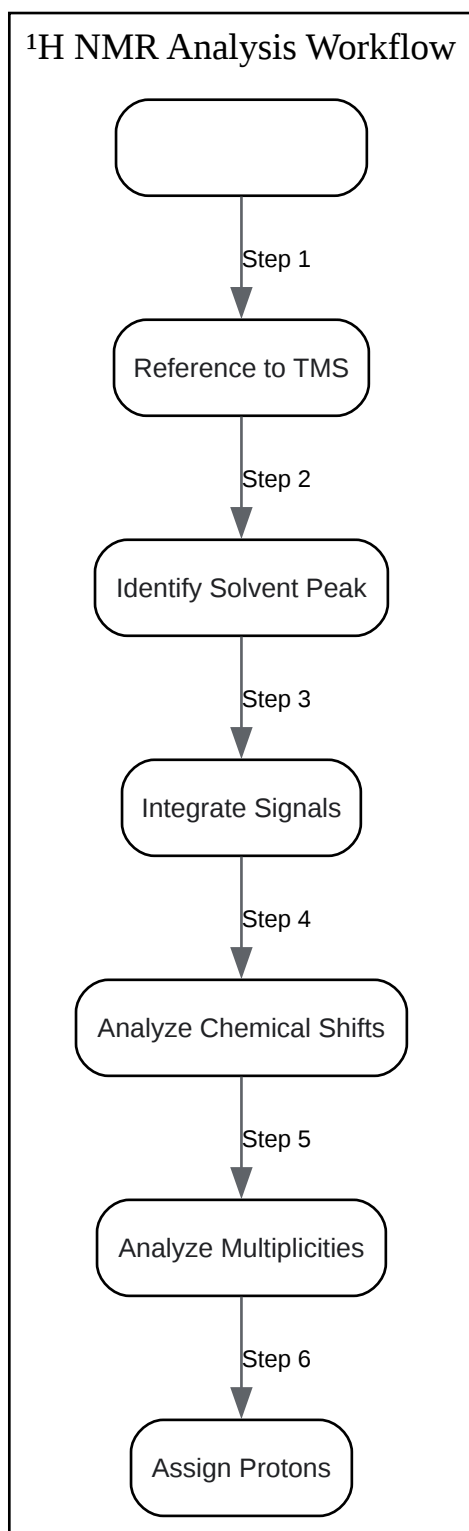 ¹H NMR Analysis Workflow
Step 1
Reference to TMS
Step 2
Identify Solvent Peak
Step 3
Integrate Signals
Step 4
Analyze Chemical Shifts
Step 5
Analyze Multiplicities
Step 6
Assign Protons